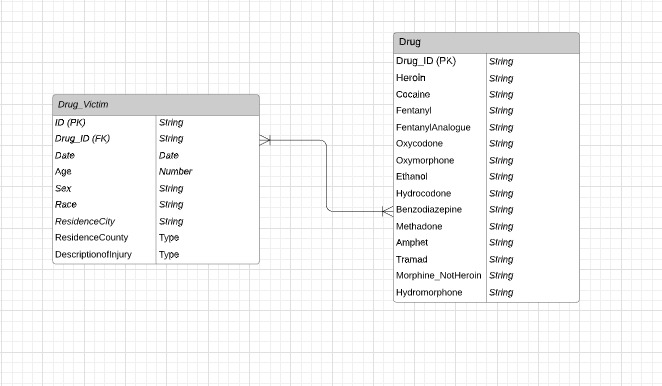 Drug_Victim
ID (PK) String
Drug_ID (FK) String
Date Date
Age Number
Sex String
Race String
ResidenceCity String
ResidenceCounty Type
DescriptionofInjury Type
Drug
Drug_ID (PK) String
Heroin String
Cocaine String
Fentanyl String
FentanylAnalogue String
Oxycodone String
Oxymorphone String
Ethanol String
Hydrocodone String
Benzodiazepine String
Methadone String
Amphet String
Tramad String
Morphine_NotHeroin String
Hydromorphone String